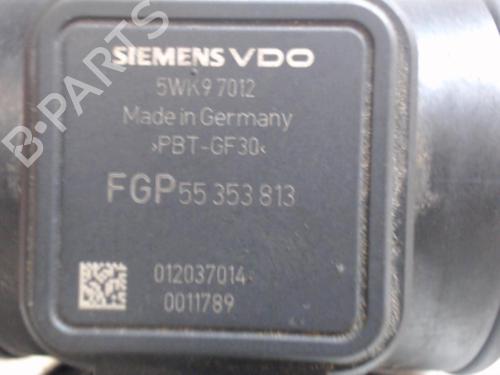 SIEMENS VDO
5WK9 7012
Made in Germany
>PBT-GF30<
FGP 55 353 813
012037014
0011789
B-PARTS